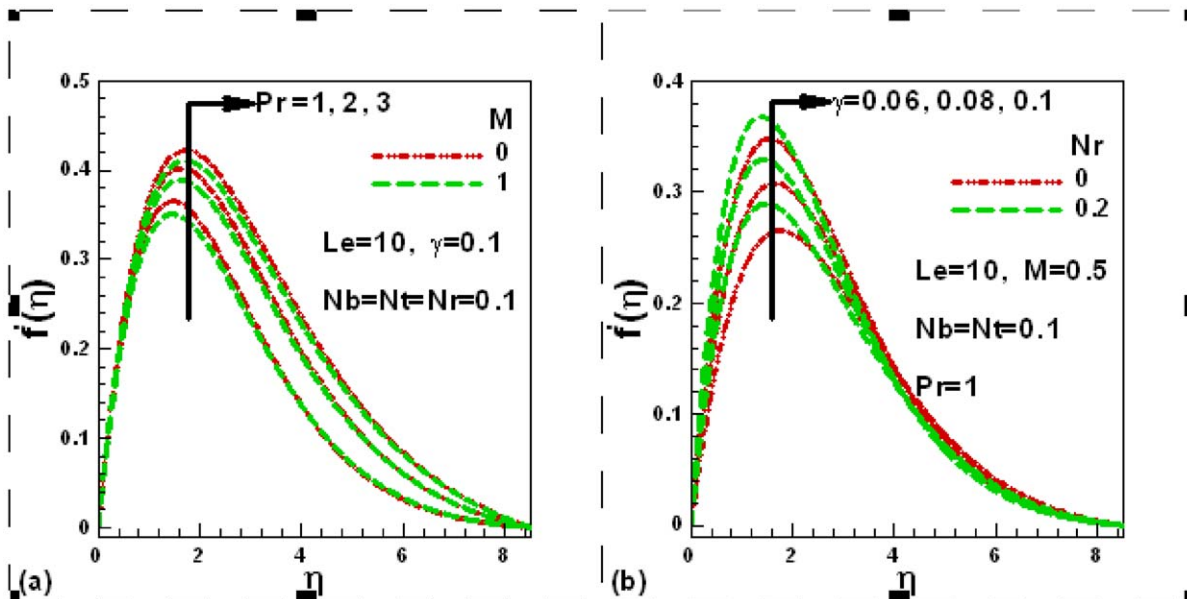 0.5
Pr=1, 2, 3
M
0
1
0.4
Le=10, γ=0.1
0.3
Nb=Nt=Nr=0.1
f'(η)
0.2
0.1
0
0 2 4 6 8
(a)
η
0.4
γ=0.06, 0.08, 0.1
Nr
0
0.2
0.3
Le=10, M=0.5
f'(η)
0.2
Nb=Nt=0.1
Pr=1
0.1
0
0 2 4 6 8
(b)
η